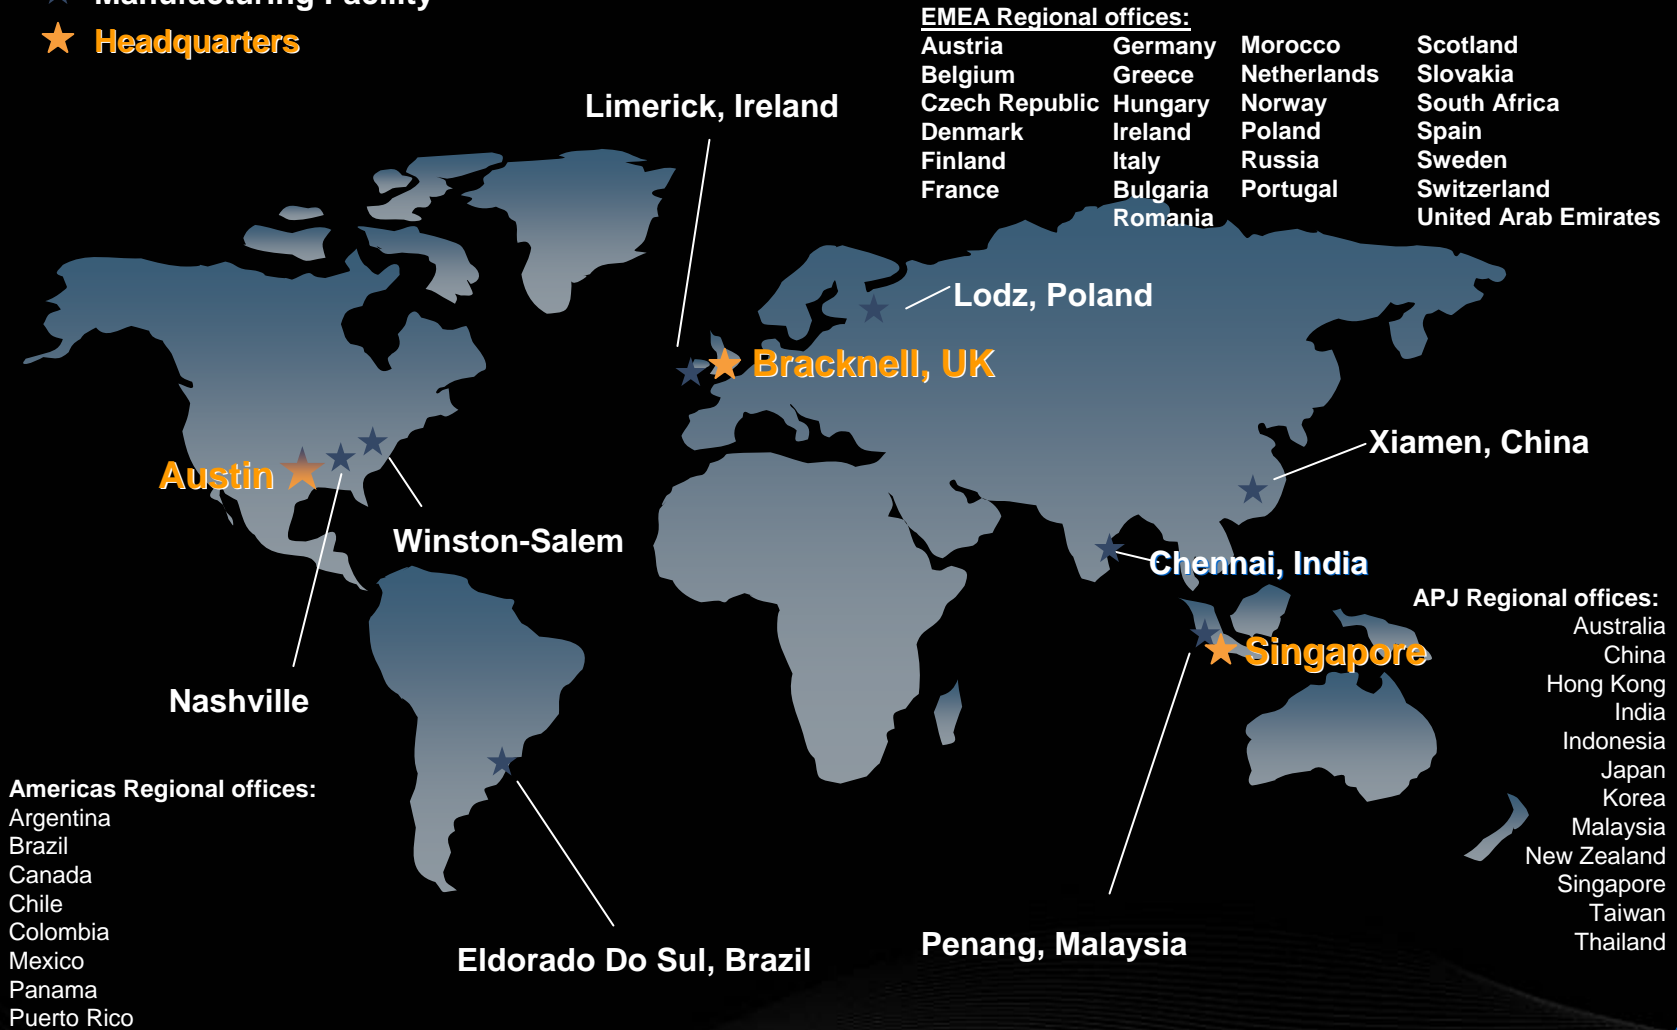 Manufacturing Facility
Headquarters
EMEA Regional offices:
Austria
Belgium
Czech Republic
Denmark
Finland
France
Germany
Greece
Hungary
Ireland
Italy
Bulgaria
Romania
Morocco
Netherlands
Norway
Poland
Russia
Portugal
Scotland
Slovakia
South Africa
Spain
Sweden
Switzerland
United Arab Emirates
Limerick, Ireland
Lodz, Poland
Bracknell, UK
Xiamen, China
Austin
Winston-Salem
Chennai, India
Singapore
Nashville
Eldorado Do Sul, Brazil
Penang, Malaysia
APJ Regional offices:
Australia
China
Hong Kong
India
Indonesia
Japan
Korea
Malaysia
New Zealand
Singapore
Taiwan
Thailand
Americas Regional offices:
Argentina
Brazil
Canada
Chile
Colombia
Mexico
Panama
Puerto Rico